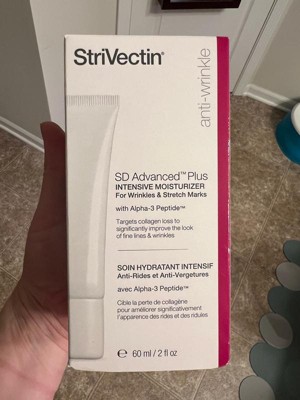 StriVectin®
anti-wrinkle
SD Advanced™ Plus
INTENSIVE MOISTURIZER
For Wrinkles & Stretch Marks
with Alpha-3 Peptide™
Targets collagen loss to
significantly improve the look
of fine lines & wrinkles
SOIN HYDRATANT INTENSIF
Anti-Rides et Anti-Vergetures
avec Alpha-3 Peptide™
Cible la perte de collagène
pour améliorer significativement
l'apparence des rides et des ridules
℮ 60 ml / 2 fl oz